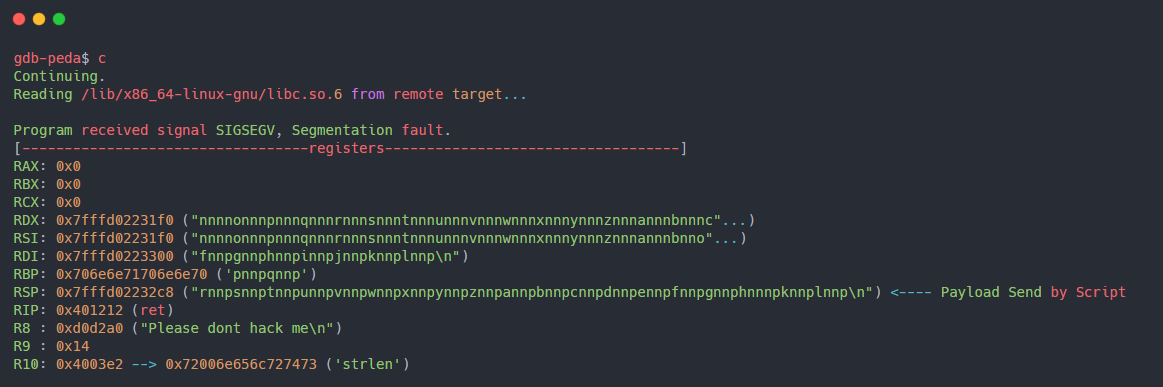 gdb-peda$ c
Continuing.
Reading /lib/x86_64-linux-gnu/libc.so.6 from remote target...
Program received signal SIGSEGV, Segmentation fault.
[----------------------------------registers-----------------------------------]
RAX: 0x0
RBX: 0x0
RCX: 0x0
RDX: 0x7fffd02231f0 ("nnnnonnnpnnnqnnnrnnnsnnntnnnunnnvnnnwnnnxnnnynnnznnnannnbnnnc"...)
RSI: 0x7fffd02231f0 ("nnnnonnnpnnnqnnnrnnnsnnntnnnunnnvnnnwnnnxnnnynnnznnnannnbnno"...)
RDI: 0x7fffd0223300 ("fnnpgnnphnnpinnpjnnpknnplnnp\n")
RBP: 0x706e6e71706e6e70 ('pnnpqnnp')
RSP: 0x7fffd02232c8 ("rnnpsnnptnnpunnpvnnpwnnpxnnpynnpznnpannpbnnpcnnpdnnpennpfnnpgnnphnnnpknnplnnp\n") <---- Payload Send by Script
RIP: 0x401212 (ret)
R8 : 0xd0d2a0 ("Please dont hack me\n")
R9 : 0x14
R10: 0x4003e2 --> 0x72006e656c727473 ('strlen')